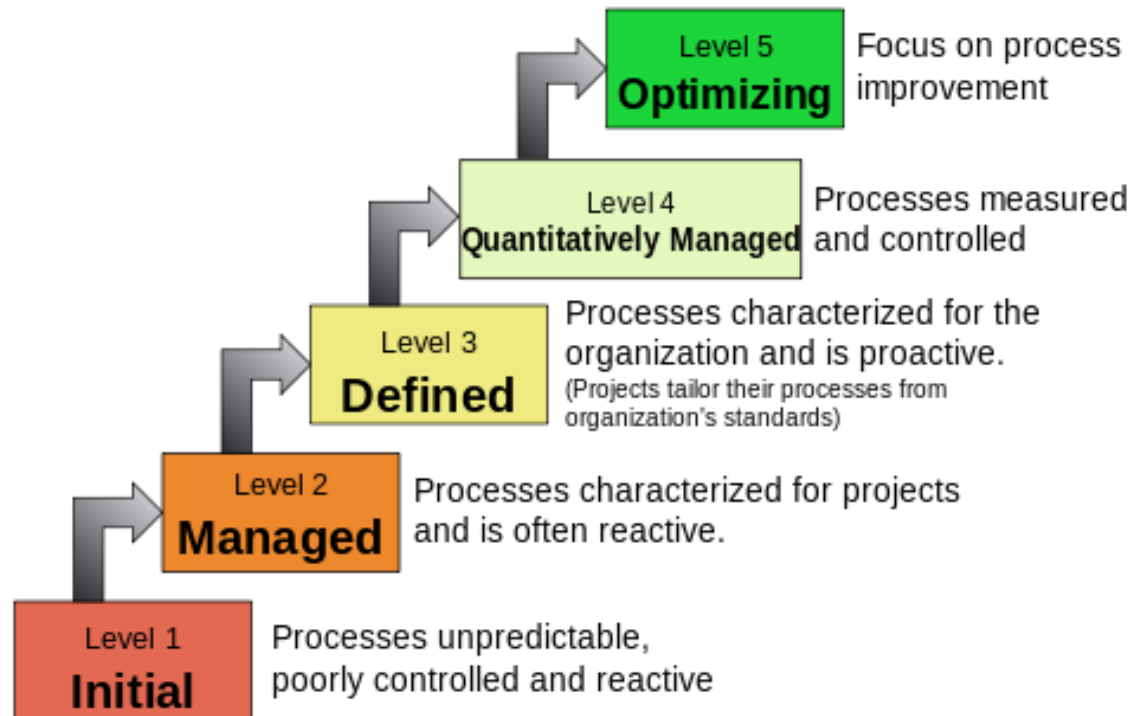 Level 5
Optimizing
Focus on process
improvement
Level 4
Quantitatively Managed
Processes measured
and controlled
Level 3
Defined
Processes characterized for the
organization and is proactive.
(Projects tailor their processes from
organization's standards)
Level 2
Managed
Processes characterized for projects
and is often reactive.
Level 1
Initial
Processes unpredictable,
poorly controlled and reactive